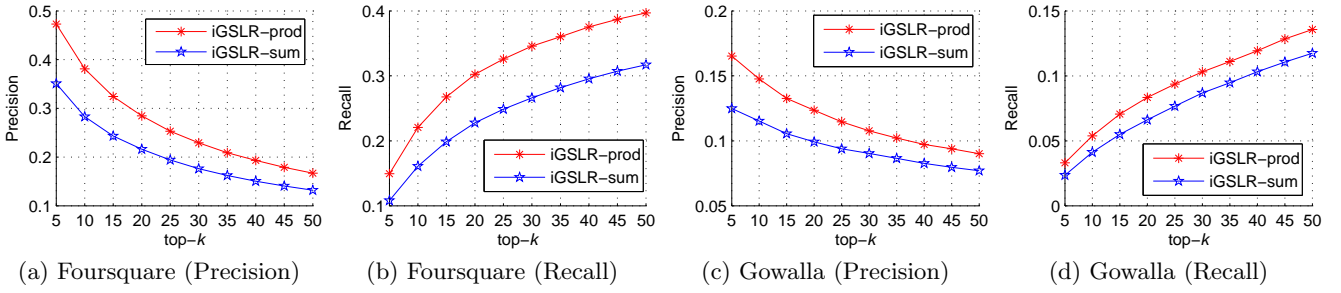 0.5
0.4
0.3
0.2
0.1
Precision
iGSLR−prod
iGSLR−sum
5 10 15 20 25 30 35 40 45 50
top−k
(a) Foursquare (Precision)
0.4
0.3
0.2
0.1
Recall
iGSLR−prod
iGSLR−sum
5 10 15 20 25 30 35 40 45 50
top−k
(b) Foursquare (Recall)
0.2
0.15
0.1
0.05
Precision
iGSLR−prod
iGSLR−sum
5 10 15 20 25 30 35 40 45 50
top−k
(c) Gowalla (Precision)
0.15
0.1
0.05
0
Recall
iGSLR−prod
iGSLR−sum
5 10 15 20 25 30 35 40 45 50
top−k
(d) Gowalla (Recall)